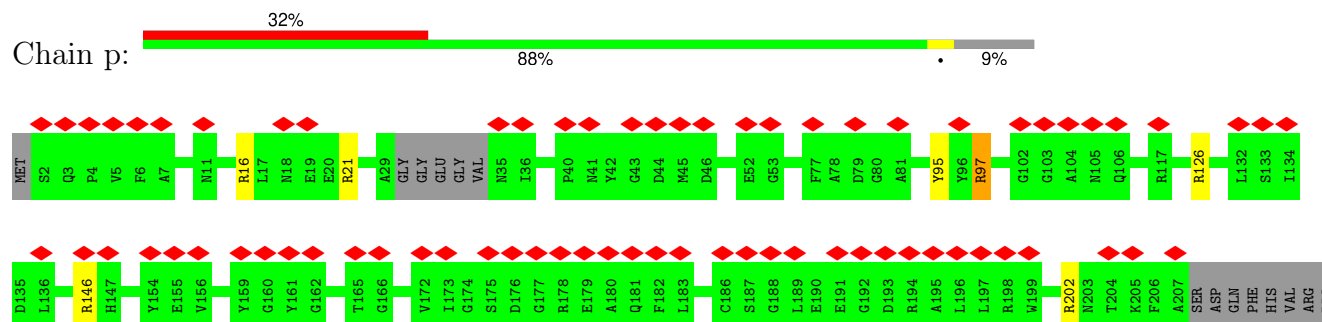 32%
Chain p:
88% • 9%
MET S2 Q3 P4 V5 F6 A7 N11 R16 L17 N18 E19 E20 R21 A29 GLY GLY GLU GLY VAL N35 I36 P40 N41 Y42 G43 D44 M45 D46 E52 G53 F77 A78 D79 G80 A81 Y95 Y96 R97 G102 G103 A104 N105 Q106 R117 R126 L132 S133 I134
D135 L136 R146 H147 Y154 E155 V156 Y159 G160 Y161 G162 T165 G166 V172 I173 G174 S175 D176 G177 R178 E179 A180 Q181 F182 L183 C186 S187 G188 L189 E190 E191 G192 D193 R194 A195 L196 L197 R198 W199 R202 N203 T204 K205 F206 A207 SER ASP GLN PHE HIS VAL ARG